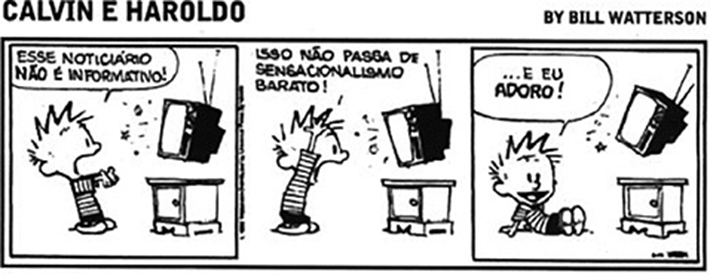 CALVIN E HAROLDO
BY BILL WATTERSON
ESSE NOTICIÁRIO
NÃO É INFORMATIVO!
ISSO NÃO PASSA DE
SENSACIONALISMO
BARATO!
...E EU
ADORO!